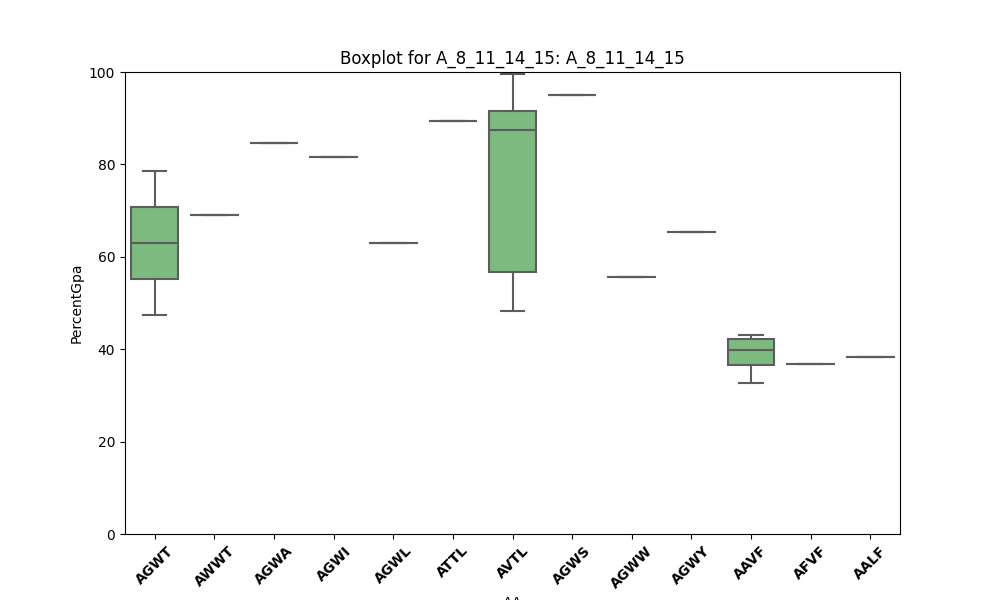 Boxplot for A_8_11_14_15: A_8_11_14_15
100
80
60
40
20
0
PercentGpa
AGWT AWWT AGWA AGWI AGWL ATTL AVTL AGWS AGWW AGWY AAVF AFVF AALF